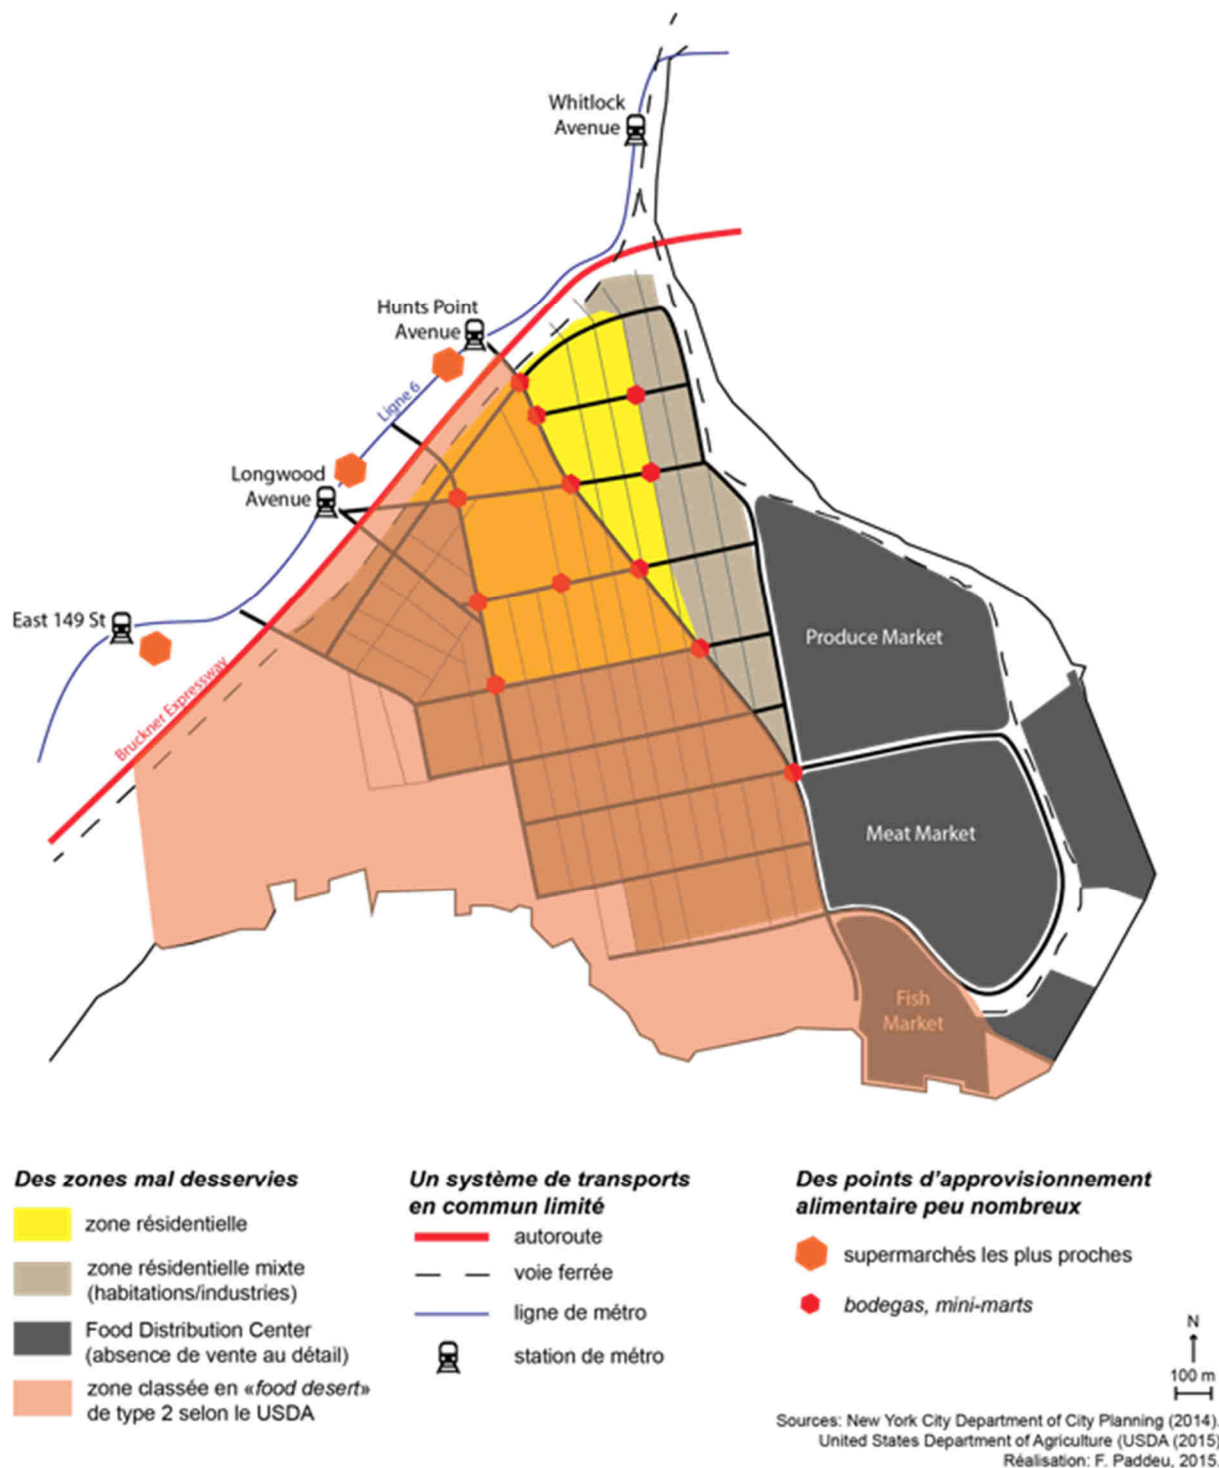 Whitlock
Avenue
Hunts Point
Avenue
Ligne 6
Longwood
Avenue
East 149 St
Bruckner Expressway
Produce Market
Meat Market
Fish
Market
Des zones mal desservies
zone résidentielle
zone résidentielle mixte
(habitations/industries)
Food Distribution Center
(absence de vente au détail)
zone classée en «food desert»
de type 2 selon le USDA
Un système de transports
en commun limité
autoroute
voie ferrée
ligne de métro
station de métro
Des points d'approvisionnement
alimentaire peu nombreux
supermarchés les plus proches
bodegas, mini-marts
N
100 m
Sources: New York City Department of City Planning (2014).
United States Department of Agriculture (USDA (2015)
Réalisation: F. Paddeu, 2015.